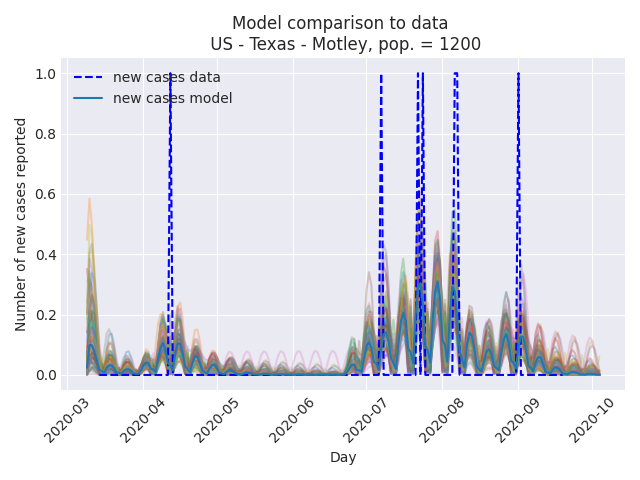 Model comparison to data
US - Texas - Motley, pop. = 1200
new cases data
new cases model
Number of new cases reported
1.0
0.8
0.6
0.4
0.2
0.0
2020-03
2020-04
2020-05
2020-06
2020-07
2020-08
2020-09
2020-10
Day